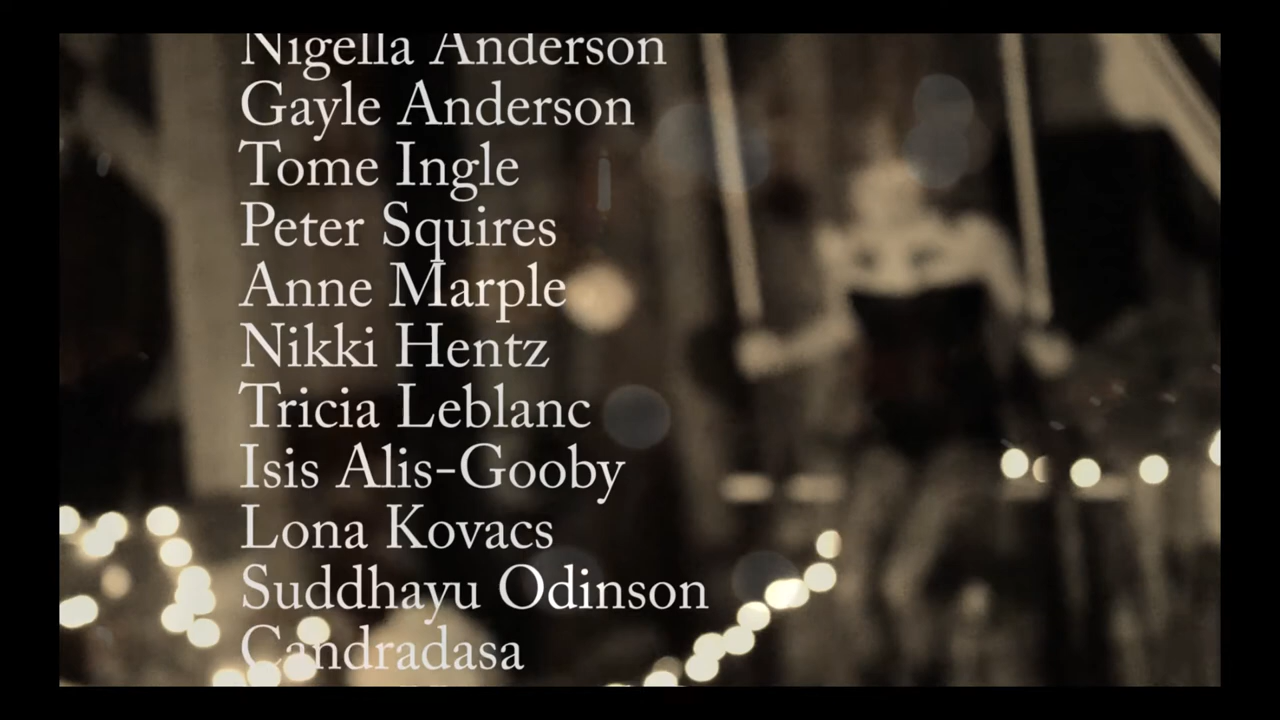 Nigella Anderson
Gayle Anderson
Tome Ingle
Peter Squires
Anne Marple
Nikki Hentz
Tricia Leblanc
Isis Alis-Gooby
Lona Kovacs
Suddhayu Odinson
Candradasa